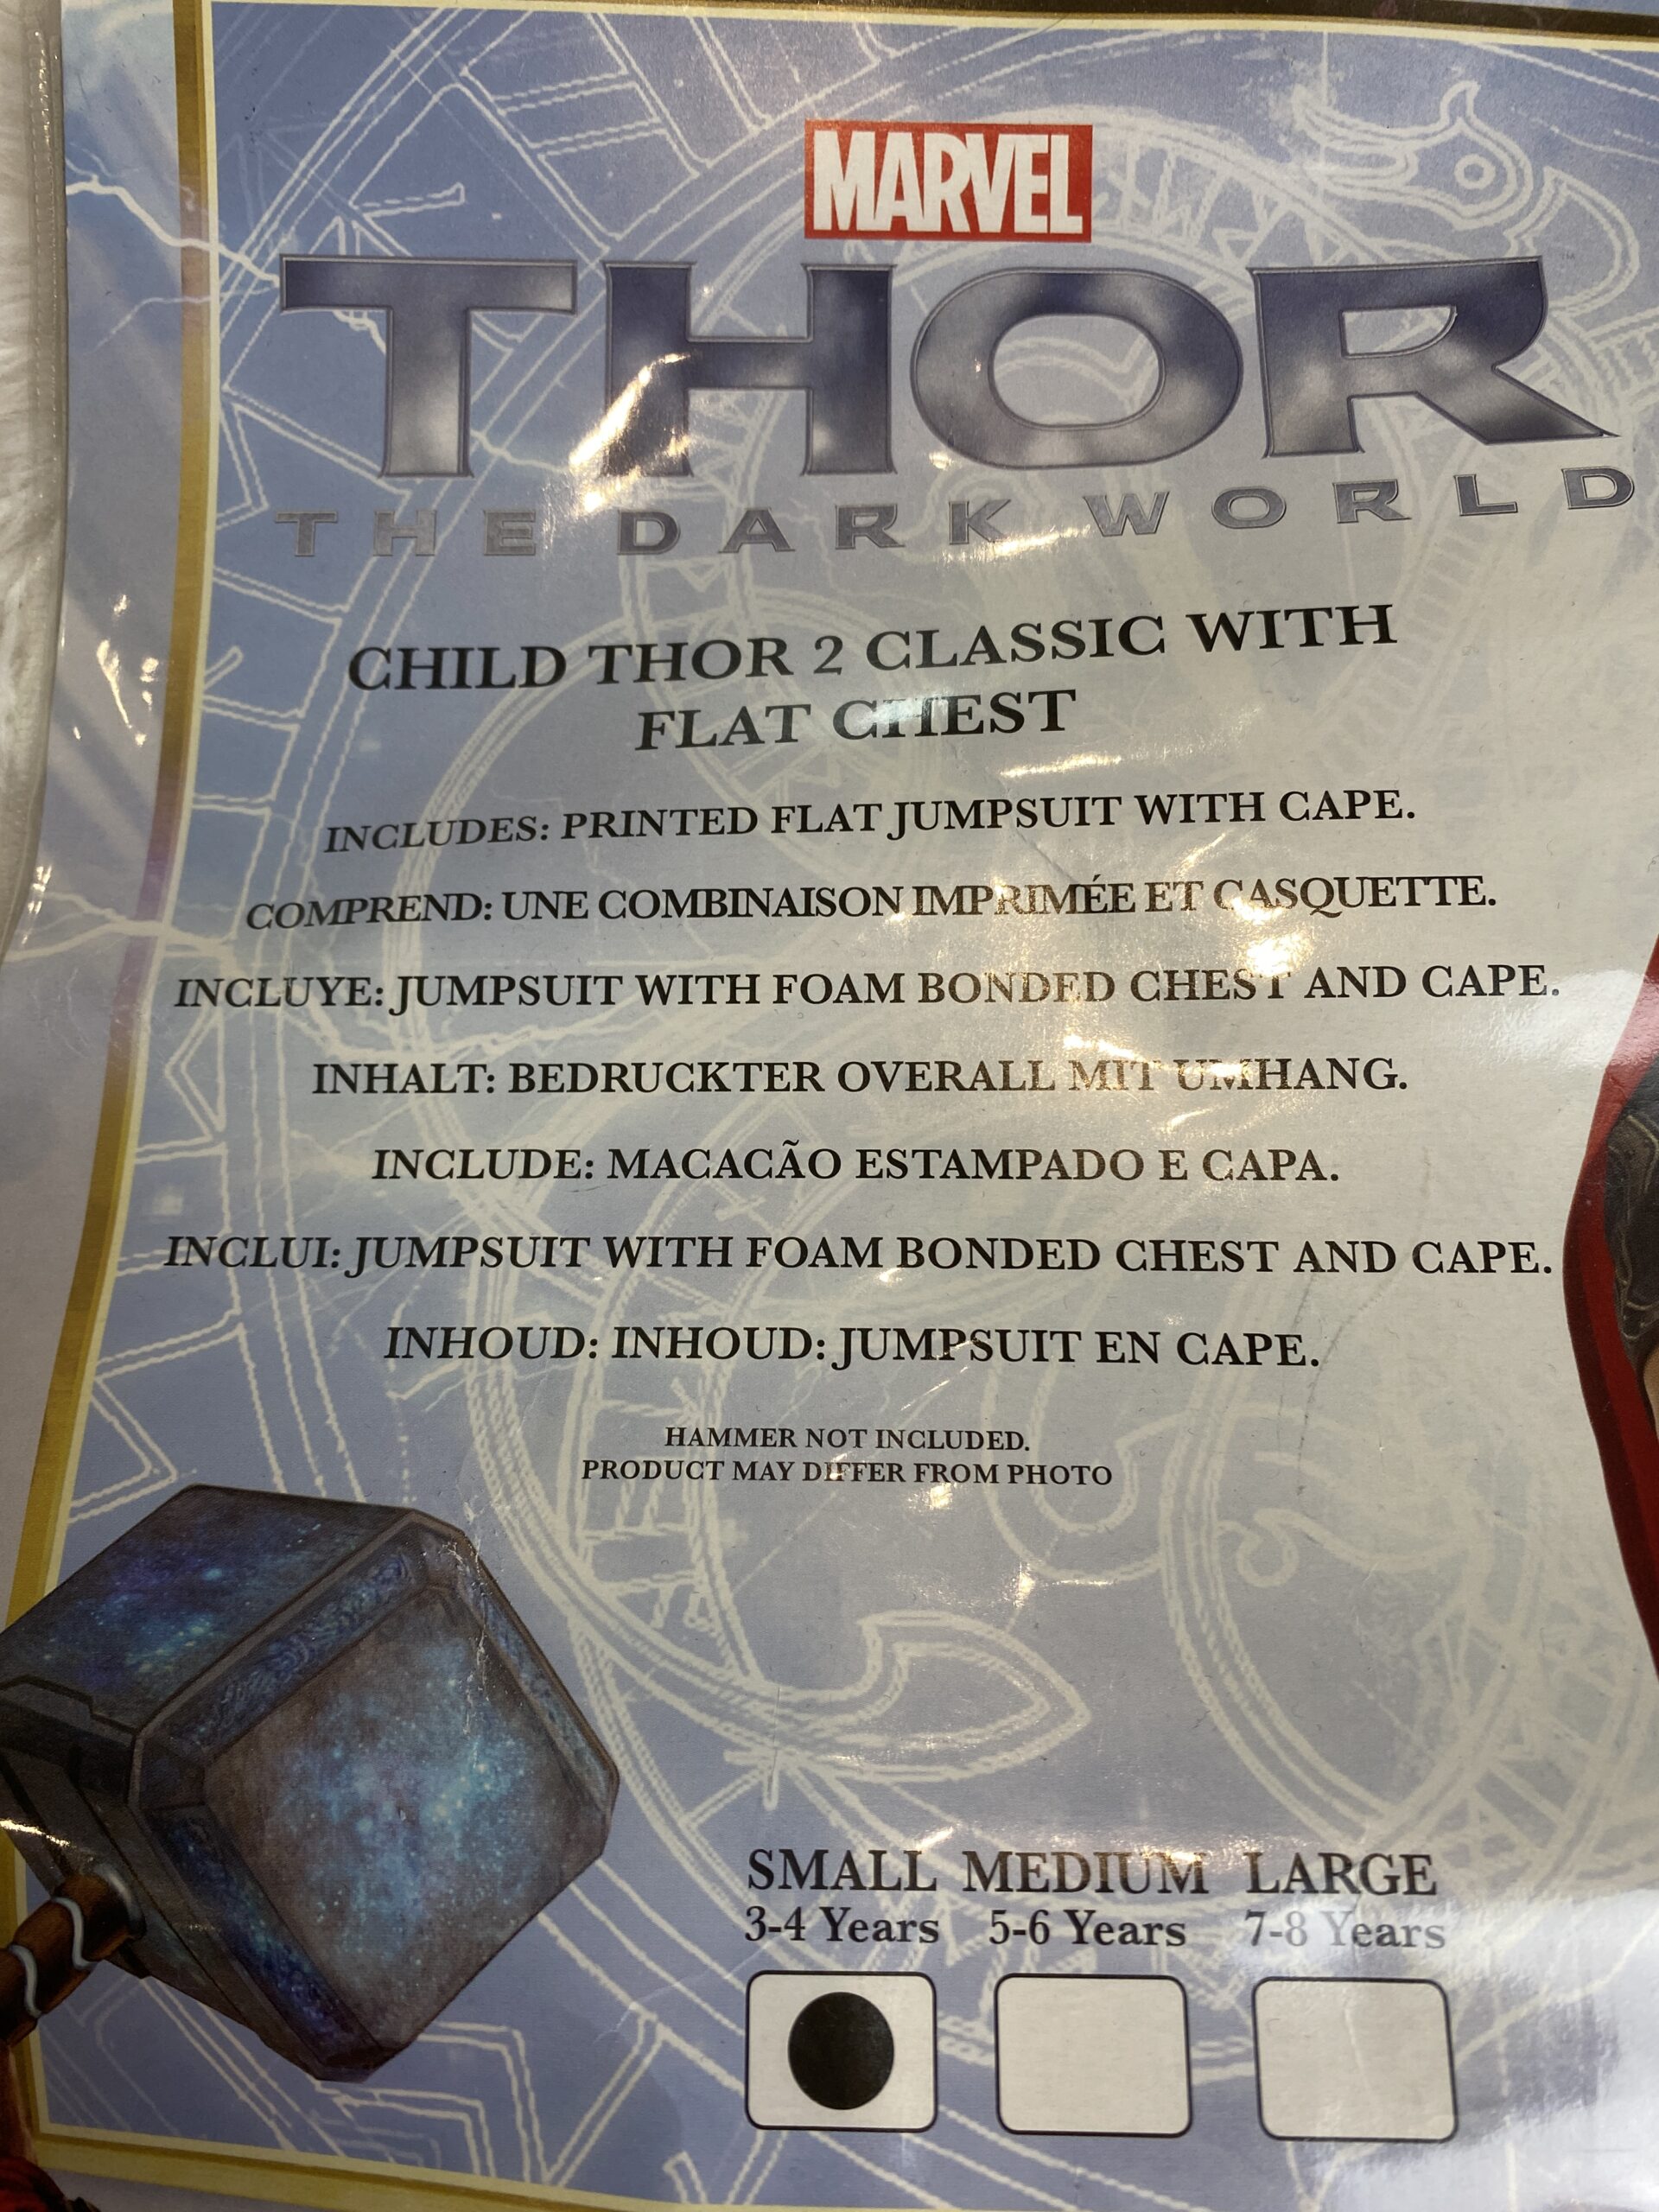 MARVEL
THOR
THE DARK WORLD
CHILD THOR 2 CLASSIC WITH
FLAT CHEST
INCLUDES: PRINTED FLAT JUMPSUIT WITH CAPE.
COMPREND: UNE COMBINAISON IMPRIMÉE ET CASQUETTE.
INCLUYE: JUMPSUIT WITH FOAM BONDED CHEST AND CAPE.
INHALT: BEDRUCKTER OVERALL MIT UMHANG.
INCLUDE: MACACÃO ESTAMPADO E CAPA.
INCLUI: JUMPSUIT WITH FOAM BONDED CHEST AND CAPE.
INHOUD: INHOUD: JUMPSUIT EN CAPE.
HAMMER NOT INCLUDED.
PRODUCT MAY DIFFER FROM PHOTO
SMALL MEDIUM LARGE
3-4 Years 5-6 Years 7-8 Years